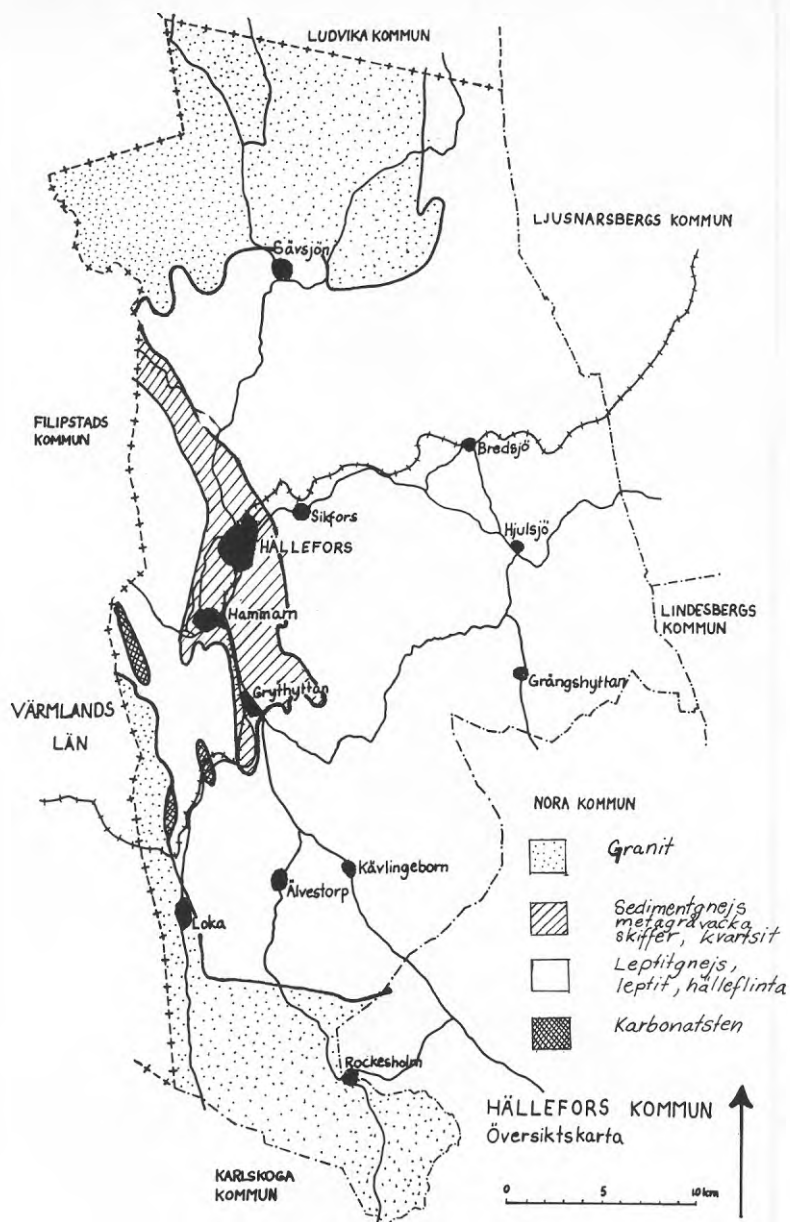 LUDVIKA KOMMUN
LJUSNARSBERGS KOMMUN
Sävsjön
FILIPSTADS
KOMMUN
Bredsjö
Sikfors
Hjulsjö
HÄLLEFORS
Hammarn
LINDESBERGS
KOMMUN
Grythyttan
Grångshyttan
VÄRMLANDS
LÄN
NORA KOMMUN
Granit
Kävlingeborn
Älvestorp
Sedimentgnejs
metagråvacka
skiffer, kvartsit
Loka
Leptitgnejs,
leptit, hälleflinta
Karbonatsten
Rockesholm
HÄLLEFORS KOMMUN
Översiktskarta
KARLSKOGA
KOMMUN
0 5 10 km